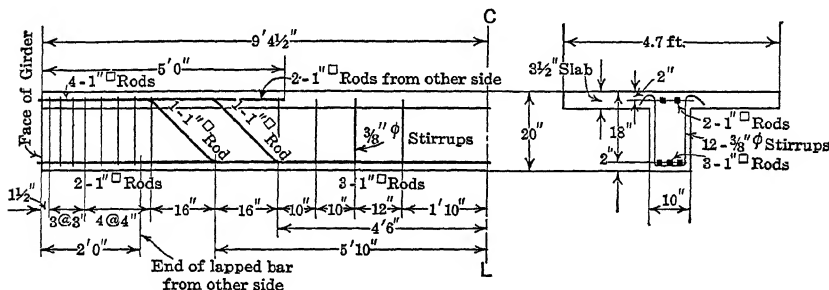 C
9'4½"
4.7 ft.
5'0"
4-1"□Rods
2-1"□Rods from other side
3½"Slab
2"
Face of Girder
1-1"□Rod
1-1"□Rod
3/8"ϕ Stirrups
20"
18"
2-1"□Rods
12-3/8"ϕ Stirrups
2"
3-1"□Rods
2-1"□Rods
3-1"□Rods
1½"
3@3"
4@4"
16"
16"
10"
10"
12"
1'10"
10"
4'6"
2'0"
5'10"
End of lapped bar
from other side
L